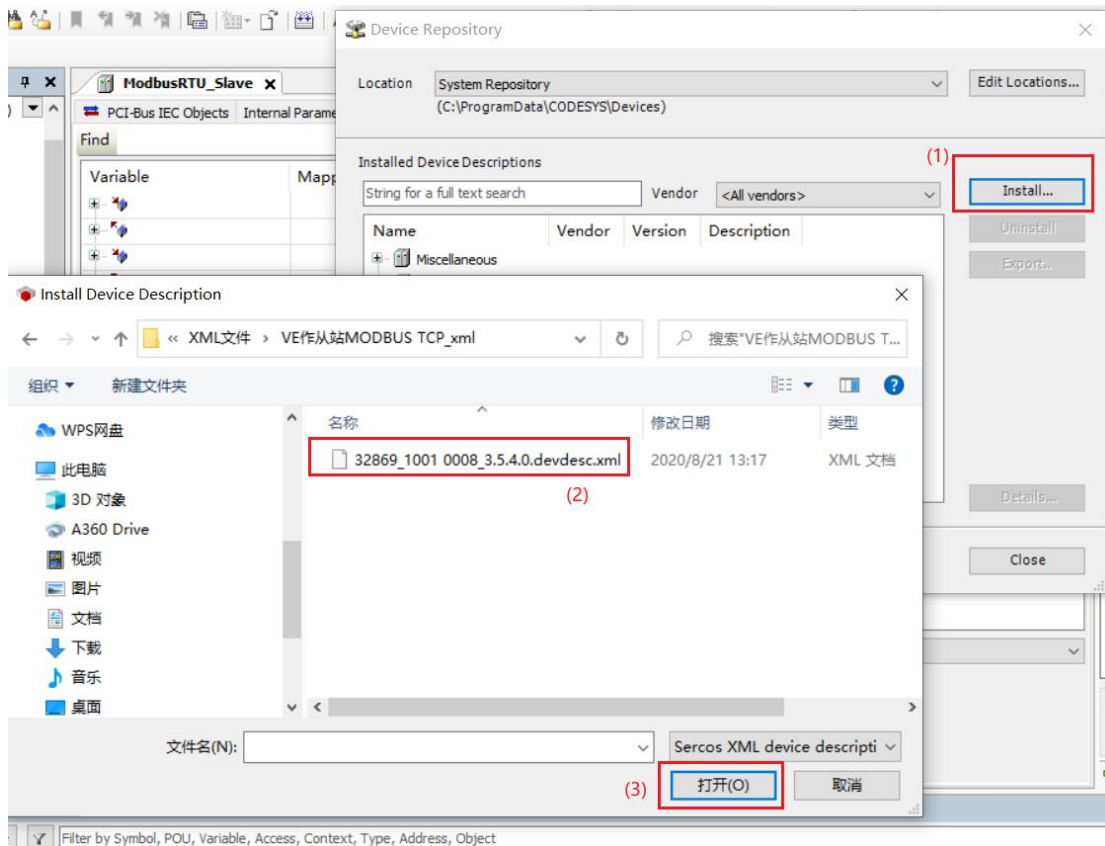 Device Repository
ModbusRTU_Slave
Location
System Repository
Edit Locations...
(C:\ProgramData\CODESYS\Devices)
PCI-Bus IEC Objects
Internal Parame
Find
Installed Device Descriptions
(1)
Variable
Mapp
String for a full text search
Vendor
<All vendors>
Install...
Name
Vendor
Version
Description
Uninstall
Miscellaneous
Export...
Install Device Description
« XML文件 › VE作从站MODBUS TCP_xml
搜索"VE作从站MODBUS T...
组织
新建文件夹
名称
修改日期
类型
WPS网盘
32869_1001 0008_3.5.4.0.devdesc.xml
2020/8/21 13:17
XML 文档
此电脑
(2)
3D 对象
Details...
A360 Drive
视频
Close
图片
文档
下载
音乐
桌面
文件名(N):
Sercos XML device descripti
(3)
打开(O)
取消
Filter by Symbol, POU, Variable, Access, Context, Type, Address, Object